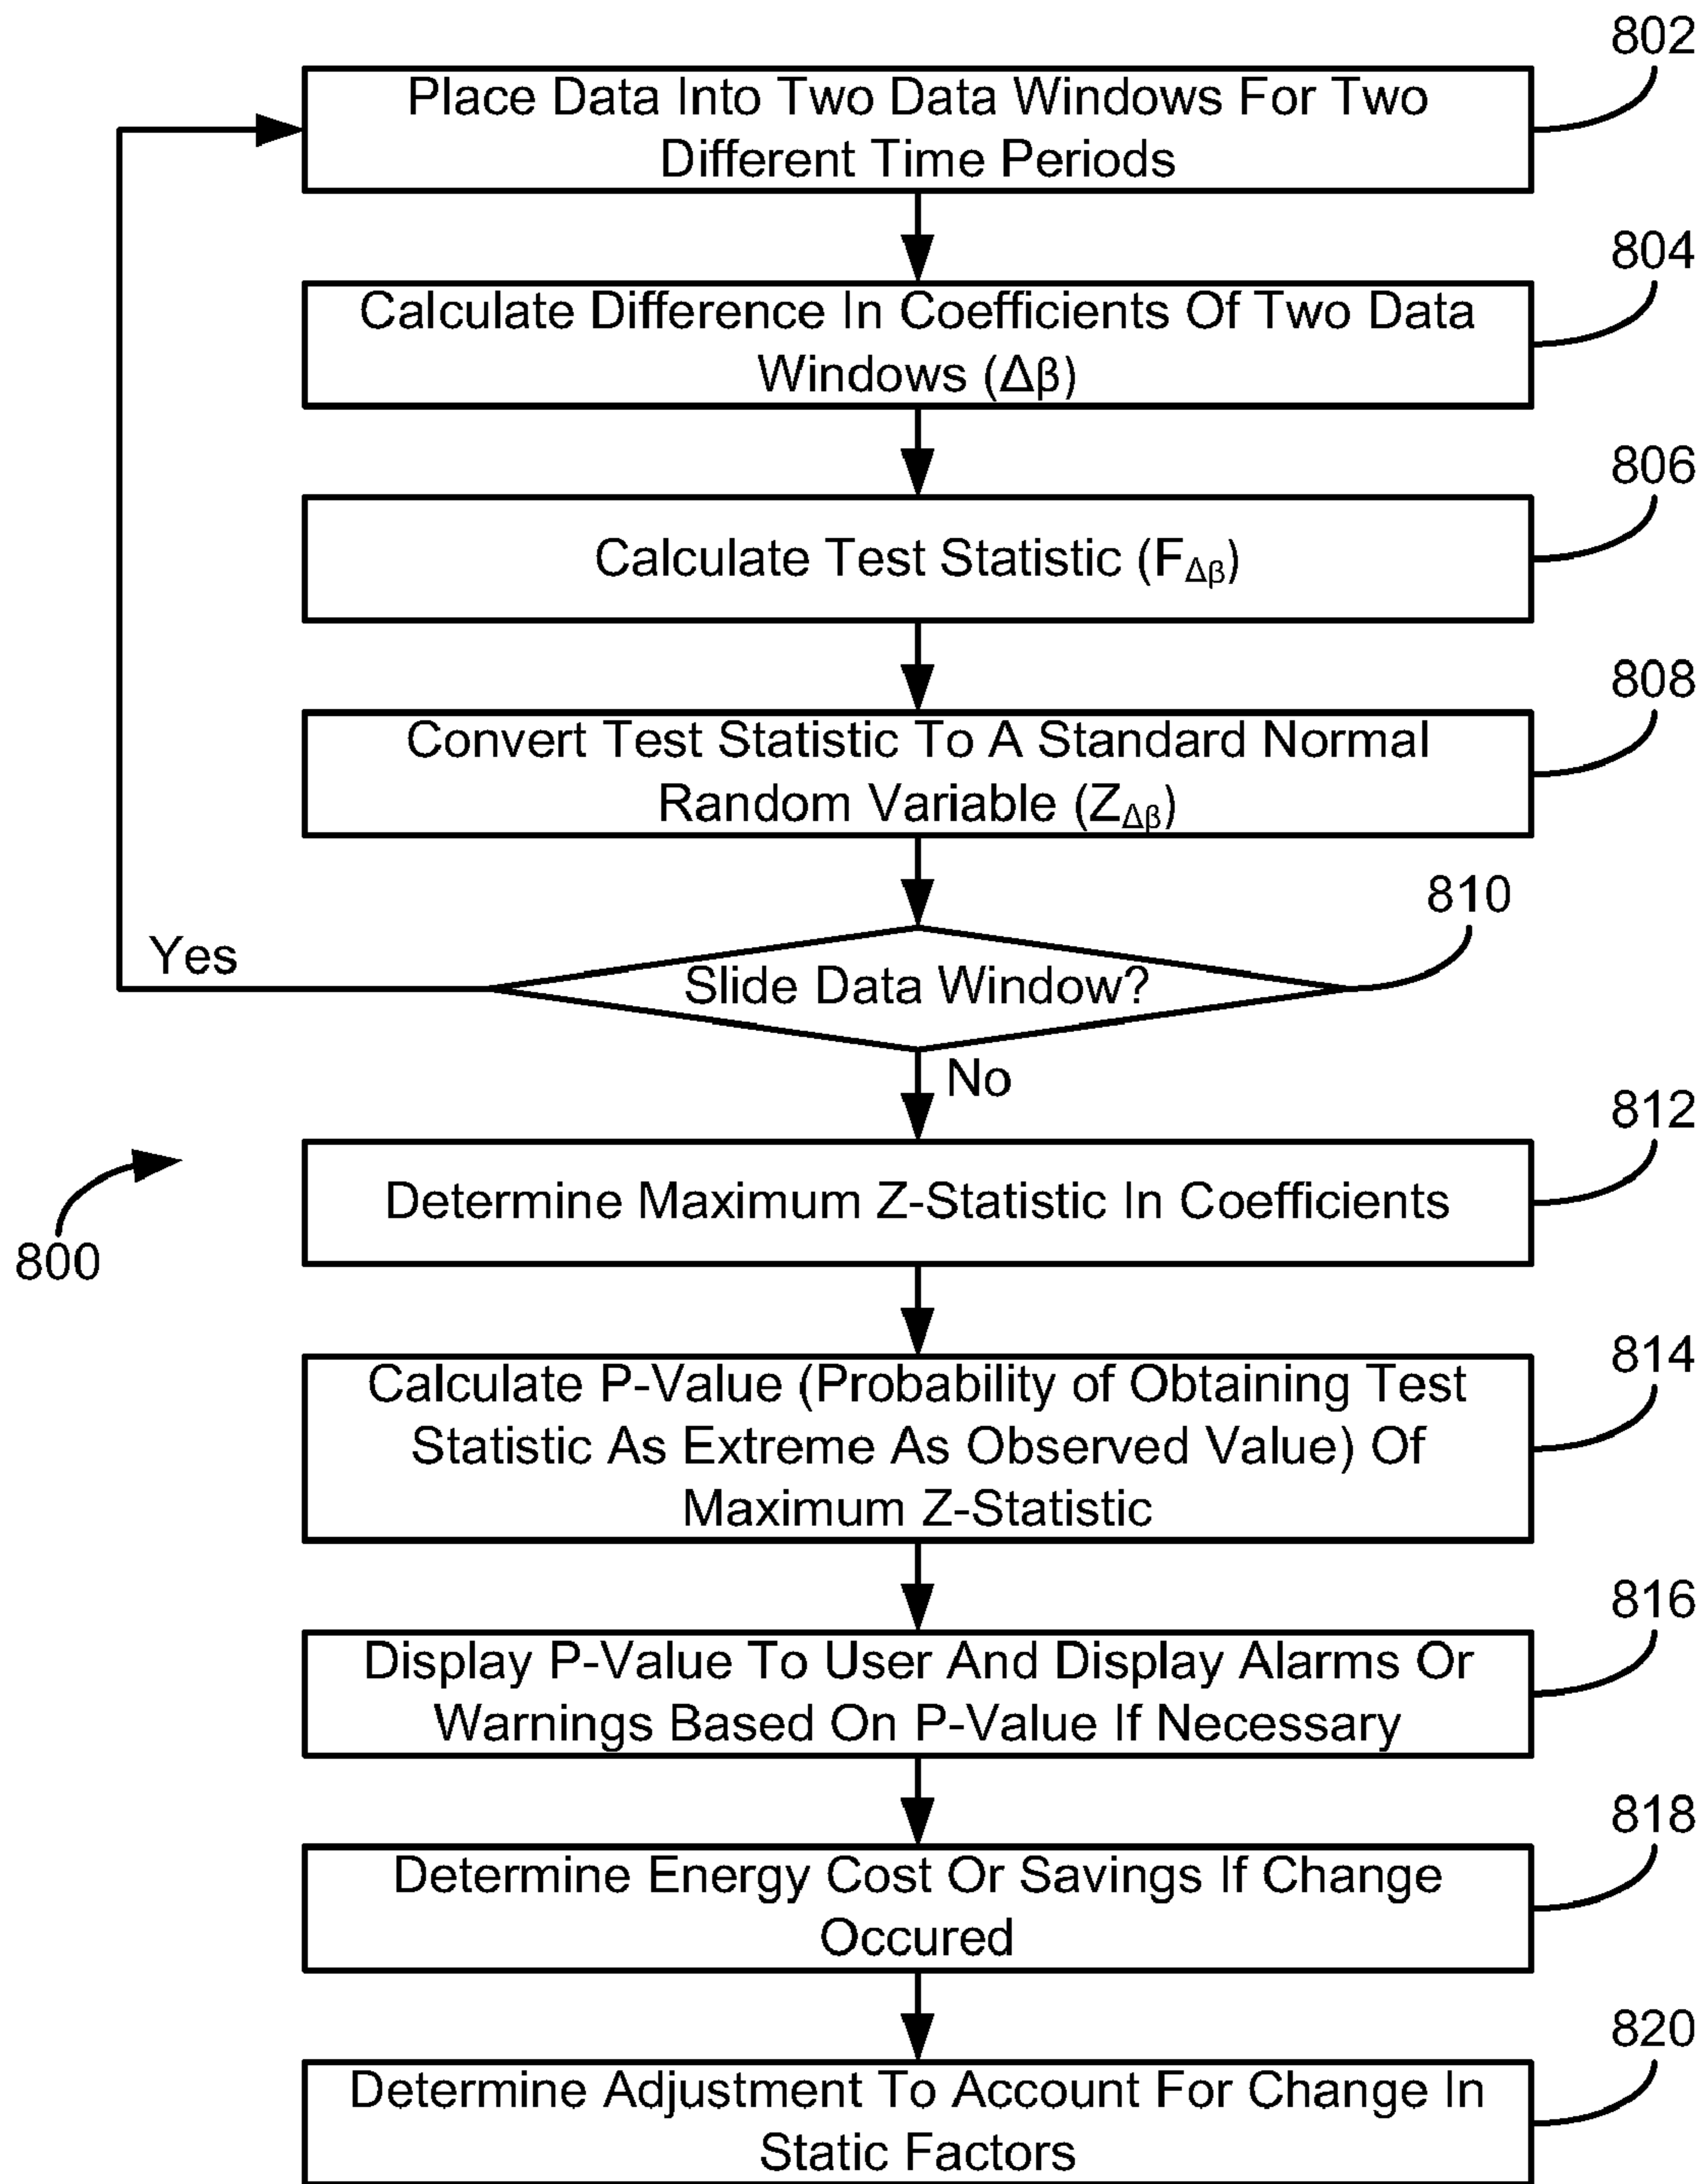 802
Place Data Into Two Data Windows For Two
Different Time Periods
804
Calculate Difference In Coefficients Of Two Data
Windows (Δβ)
806
Calculate Test Statistic (FΔβ)
808
Convert Test Statistic To A Standard Normal
Random Variable (ZΔβ)
810
Yes
Slide Data Window?
No
812
Determine Maximum Z-Statistic In Coefficients
800
814
Calculate P-Value (Probability of Obtaining Test
Statistic As Extreme As Observed Value) Of
Maximum Z-Statistic
816
Display P-Value To User And Display Alarms Or
Warnings Based On P-Value If Necessary
818
Determine Energy Cost Or Savings If Change
Occured
820
Determine Adjustment To Account For Change In
Static Factors